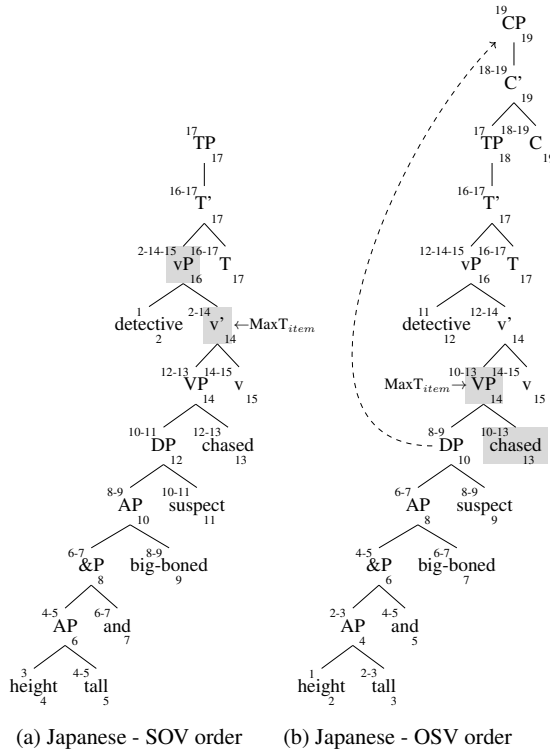 19
CP
19
18-19
C'
19
17
TP
17
17
TP
18
18-19
C
19
16-17
T'
17
16-17
T'
17
2-14-15
vP
16
16-17
T
17
12-14-15
vP
16
16-17
T
17
1
detective
2
2-14
v'
14
←MaxT_item
11
detective
12
12-14
v'
14
12-13
VP
14
14-15
v
15
MaxT_item→
10-13
VP
14
14-15
v
15
10-11
DP
12
12-13
chased
13
8-9
DP
10
10-13
chased
13
8-9
AP
10
10-11
suspect
11
6-7
AP
8
8-9
suspect
9
6-7
&P
8
8-9
big-boned
9
4-5
&P
6
6-7
big-boned
7
4-5
AP
6
6-7
and
7
2-3
AP
4
4-5
and
5
3
height
4
4-5
tall
5
1
height
2
2-3
tall
3
(a) Japanese - SOV order
(b) Japanese - OSV order